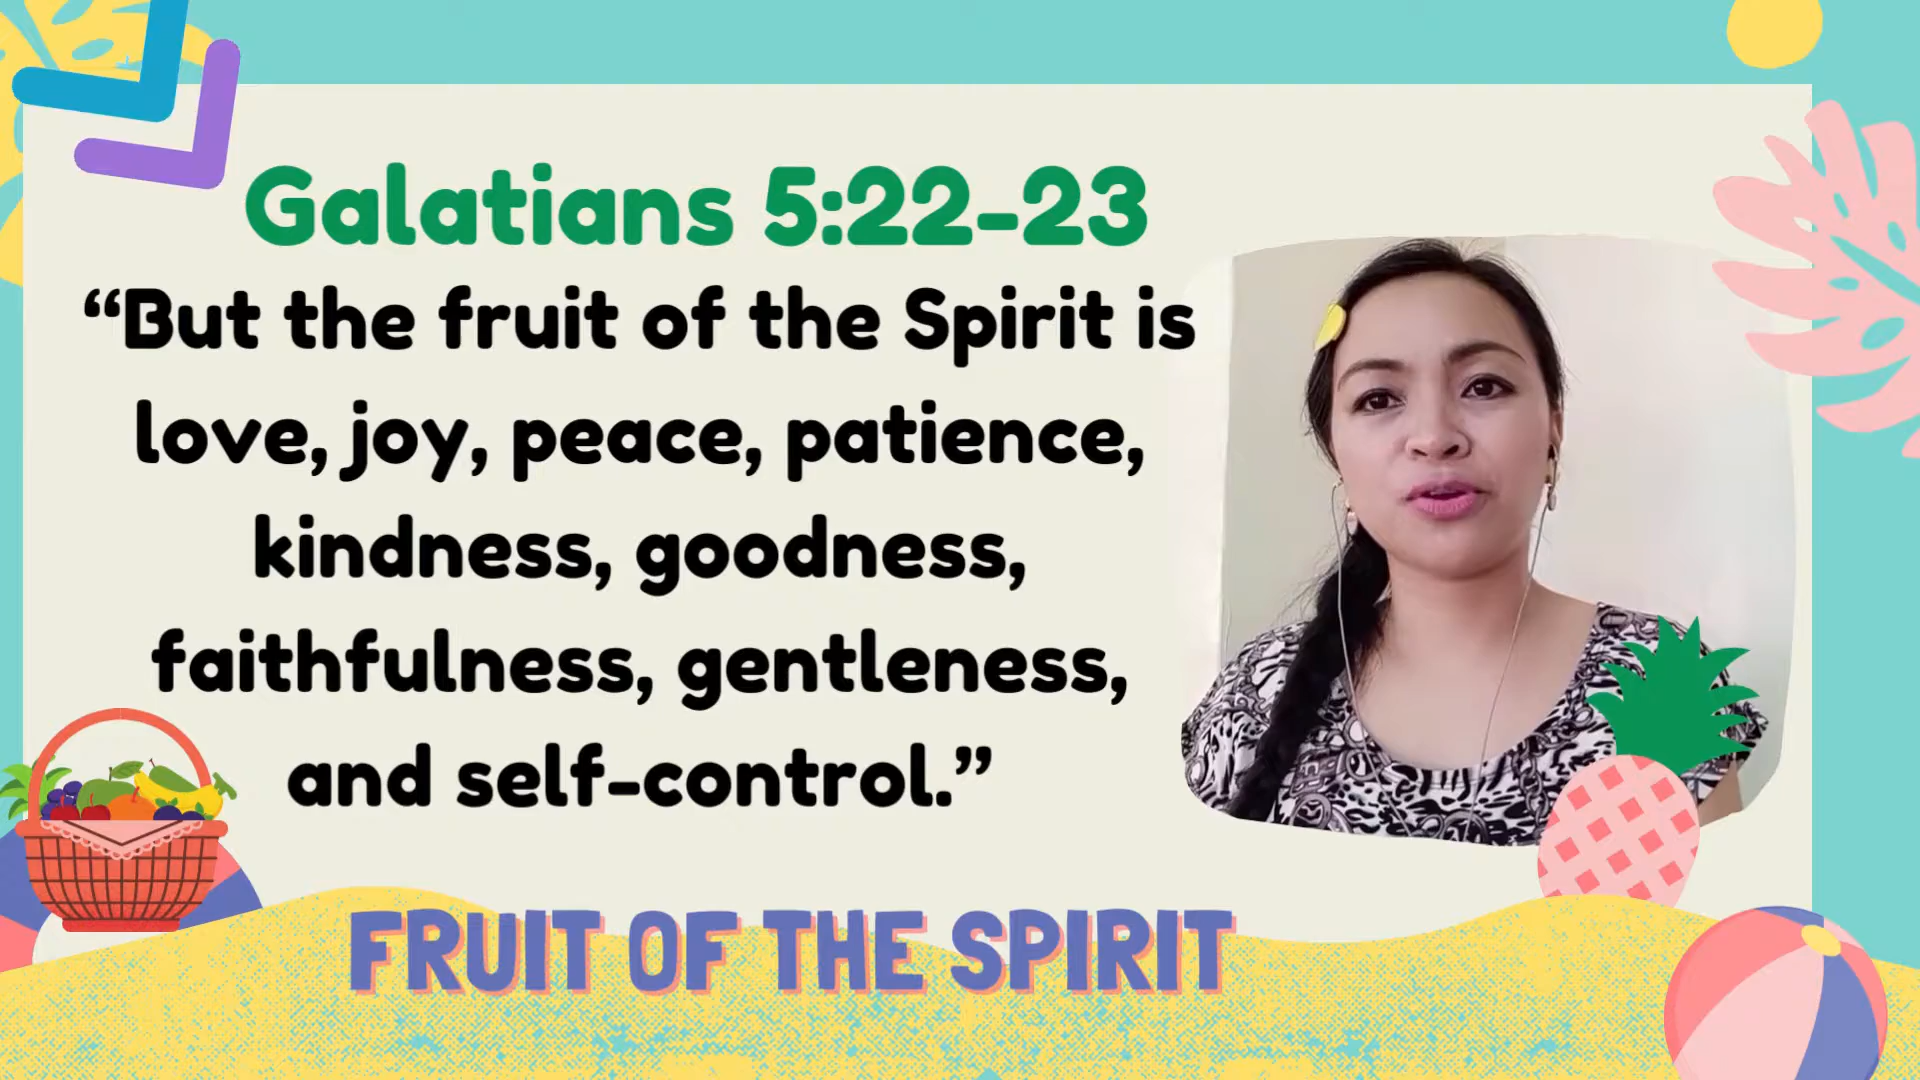 Galatians 5:22-23
“But the fruit of the Spirit is
love, joy, peace, patience,
kindness, goodness,
faithfulness, gentleness,
and self-control.”
FRUIT OF THE SPIRIT